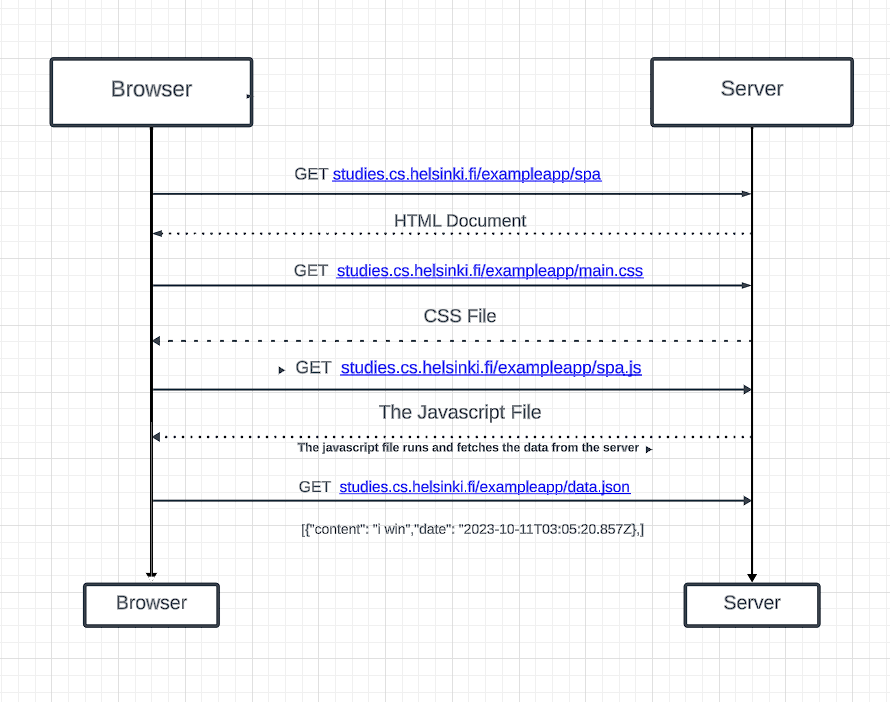 Browser
Server
GET studies.cs.helsinki.fi/exampleapp/spa
HTML Document
GET studies.cs.helsinki.fi/exampleapp/main.css
CSS File
GET studies.cs.helsinki.fi/exampleapp/spa.js
The Javascript File
The javascript file runs and fetches the data from the server
GET studies.cs.helsinki.fi/exampleapp/data.json
[{"content": "i win","date": "2023-10-11T03:05:20.857Z},]
Browser
Server